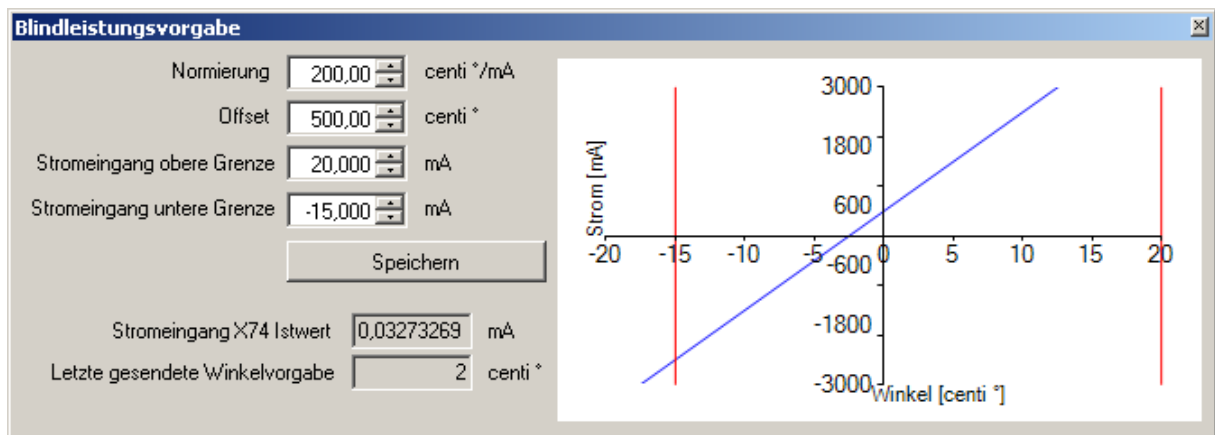 Blindleistungsvorgabe
Normierung 200,00 centi °/mA
Offset 500,00 centi °
Stromeingang obere Grenze 20,000 mA
Stromeingang untere Grenze -15,000 mA
Speichern
Stromeingang X74 Istwert 0,03273269 mA
Letzte gesendete Winkelvorgabe 2 centi °
Strom [mA]
3000
1800
600
-20 -15 -10 -5 0 5 10 15 20
-600
-1800
-3000
Winkel [centi °]